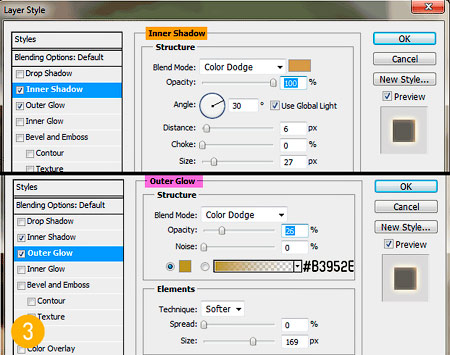 Layer Style
Styles
Blending Options: Default
Drop Shadow
Inner Shadow
Outer Glow
Inner Glow
Bevel and Emboss
Contour
Texture
Inner Shadow
Structure
Blend Mode: Color Dodge
Opacity: 100 %
Angle: 30 ° Use Global Light
Distance: 6 px
Choke: 0 %
Size: 27 px
OK
Cancel
New Style...
Preview
Styles
Blending Options: Default
Drop Shadow
Inner Shadow
Outer Glow
Inner Glow
Bevel and Emboss
Contour
Texture
Color Overlay
3
Outer Glow
Structure
Blend Mode: Color Dodge
Opacity: 26 %
Noise: 0 %
#B3952E
Elements
Technique: Softer
Spread: 0 %
Size: 169 px
OK
Cancel
New Style...
Preview